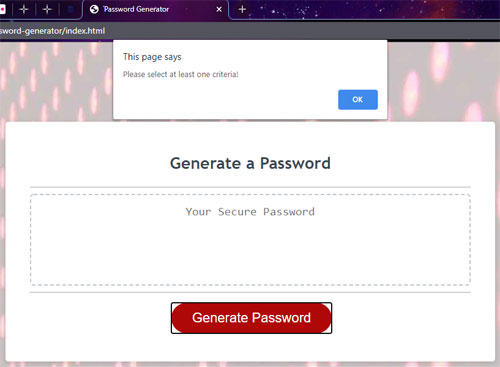 'Password Generator
sword-generator/index.html
This page says
Please select at least one criteria!
OK
Generate a Password
Your Secure Password
Generate Password